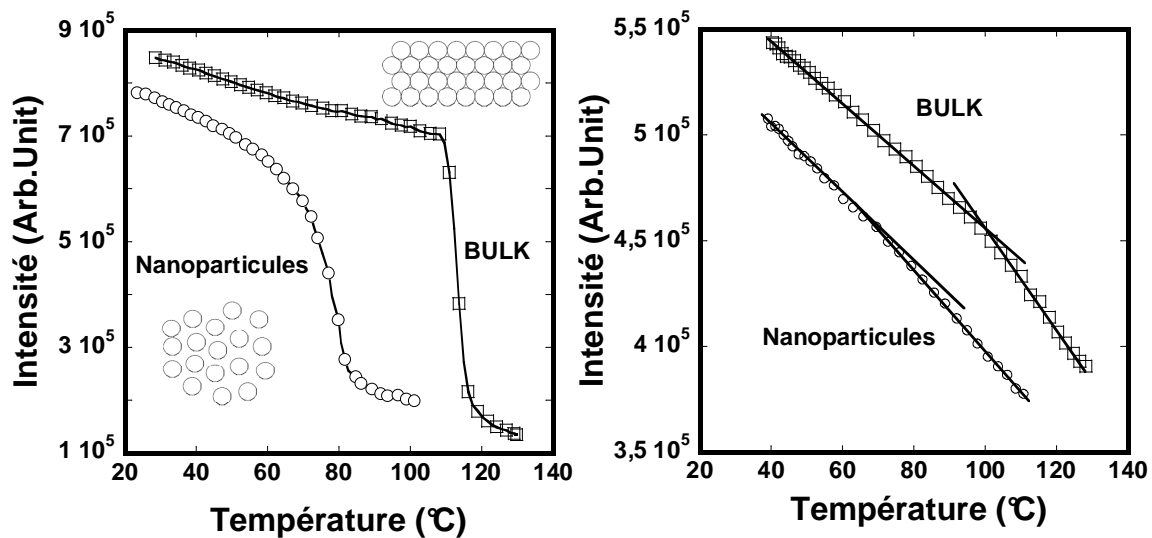 Intensité (Arb.Unit)
9 10⁵
7 10⁵
5 10⁵
3 10⁵
1 10⁵
20 40 60 80 100 120 140
Température (°C)
Nanoparticules
BULK
Intensité (Arb.Unit)
5,5 10⁵
5 10⁵
4,5 10⁵
4 10⁵
3,5 10⁵
20 40 60 80 100 120 140
Température (°C)
BULK
Nanoparticules